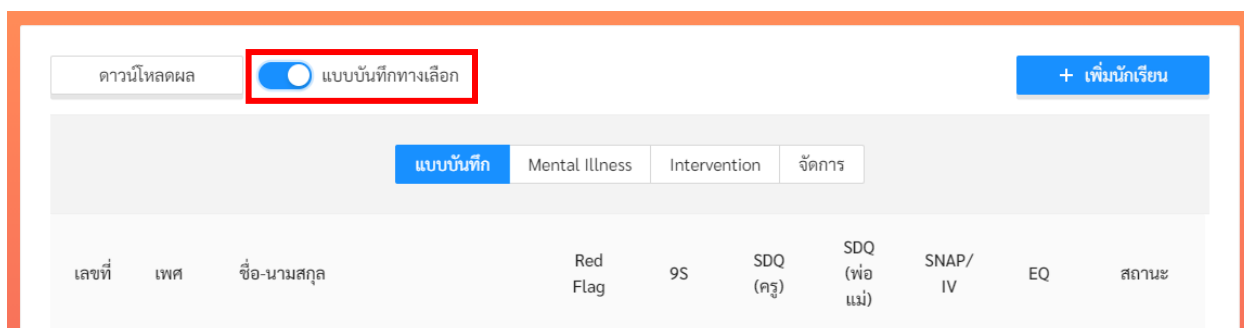 ดาวน์โหลดผล แบบบันทึกทางเลือก + เพิ่มนักเรียน
แบบบันทึก Mental Illness Intervention จัดการ
เลขที่ เพศ ชื่อ-นามสกุล Red Flag 9S SDQ (ครู) SDQ (พ่อ แม่) SNAP/ IV EQ สถานะ